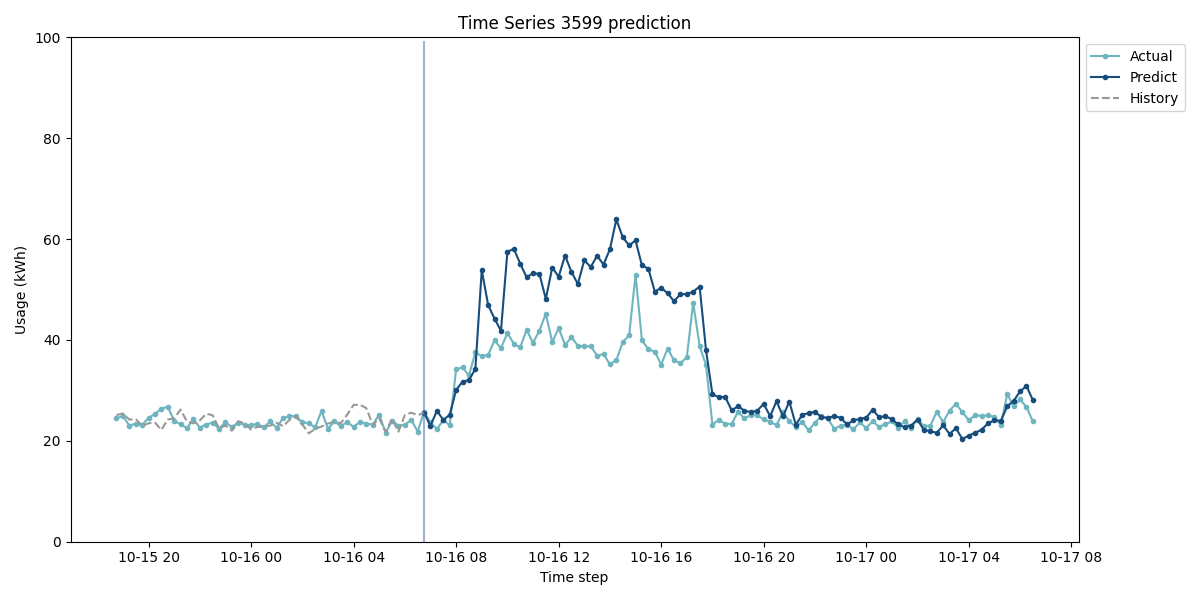 Time Series 3599 prediction
100
80
60
40
20
0
Usage (kWh)
10-15 20 10-16 00 10-16 04 10-16 08 10-16 12 10-16 16 10-16 20 10-17 00 10-17 04 10-17 08
Time step
Actual
Predict
History